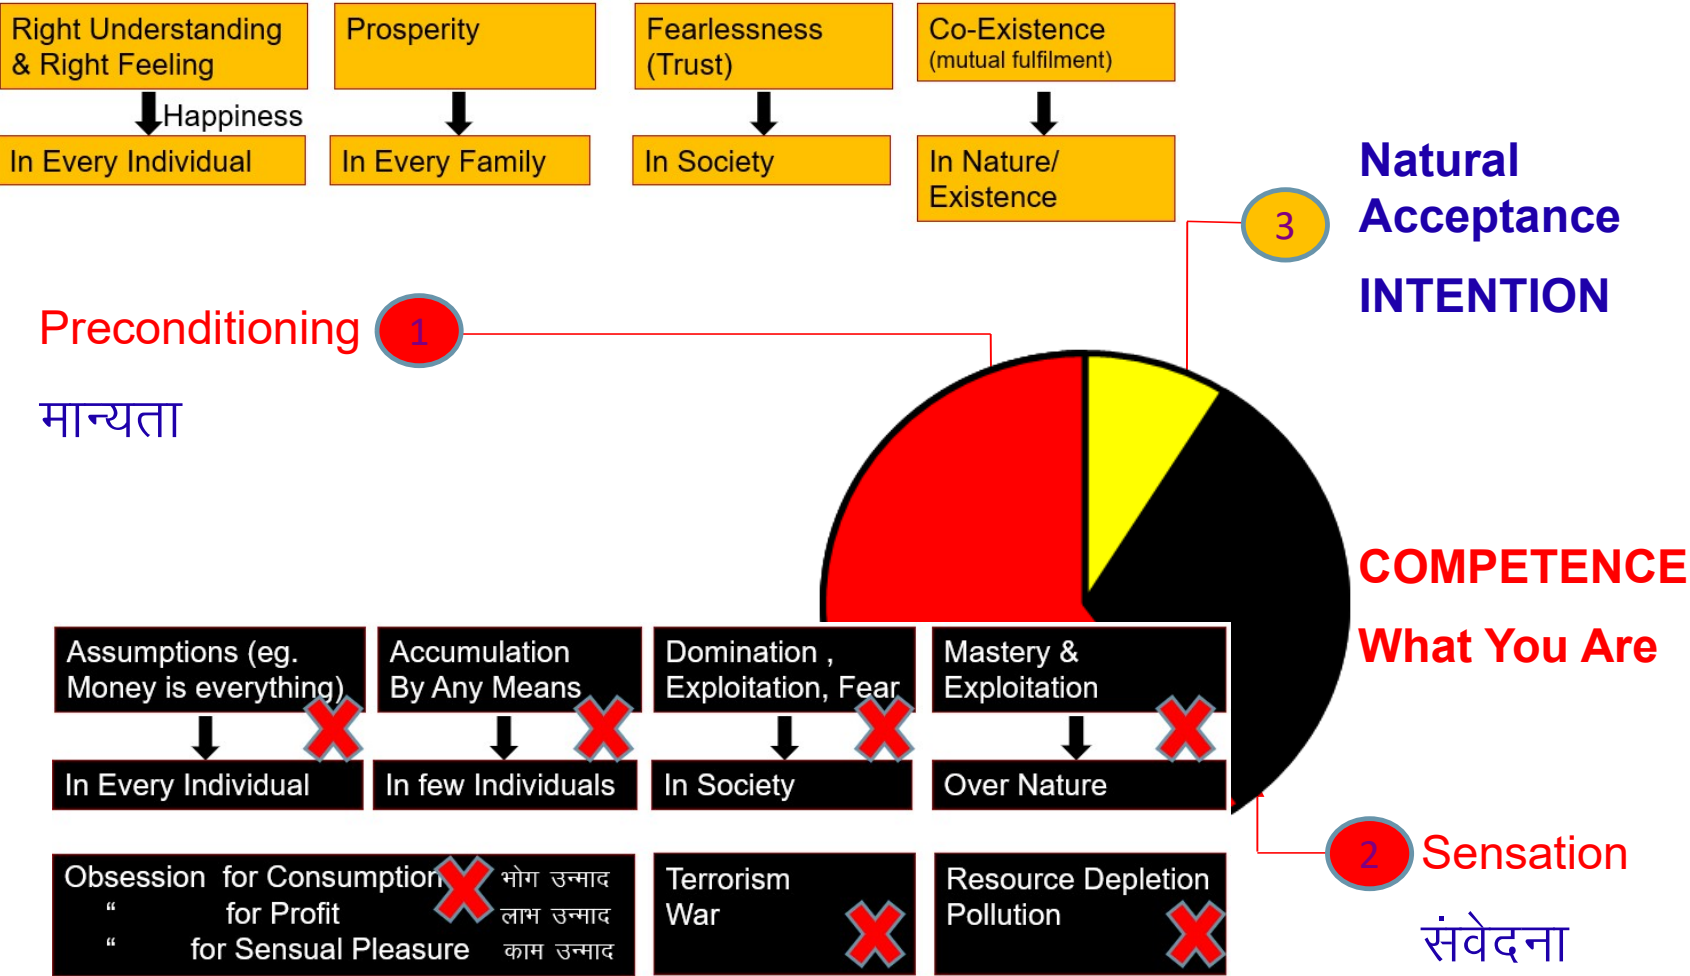 Right Understanding
& Right Feeling
Prosperity
Fearlessness
(Trust)
Co-Existence
(mutual fulfilment)
Happiness
In Every Individual
In Every Family
In Society
In Nature/
Existence
Natural
Acceptance
INTENTION
3
Preconditioning
1
मान्यता
COMPETENCE
What You Are
Assumptions (eg.
Money is everything)
Accumulation
By Any Means
Domination ,
Exploitation, Fear
Mastery &
Exploitation
In Every Individual
In few Individuals
In Society
Over Nature
2
Sensation
संवेदना
Obsession for Consumption भोग उन्माद
“ for Profit लाभ उन्माद
“ for Sensual Pleasure काम उन्माद
Terrorism
War
Resource Depletion
Pollution